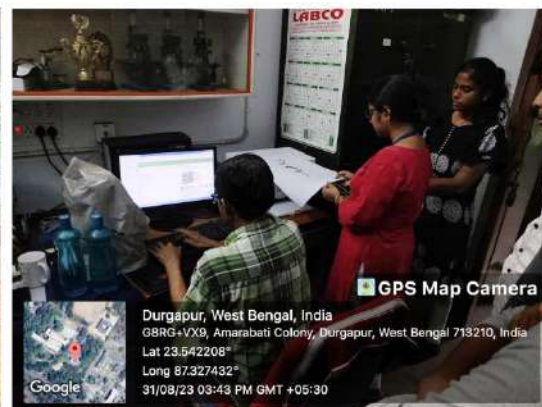 LABCO
GPS Map Camera
Durgapur, West Bengal, India
G8RG+VX9, Amarabati Colony, Durgapur, West Bengal 713210, India
Lat 23.542208°
Long 87.327432°
31/08/23 03:43 PM GMT +05:30
Google